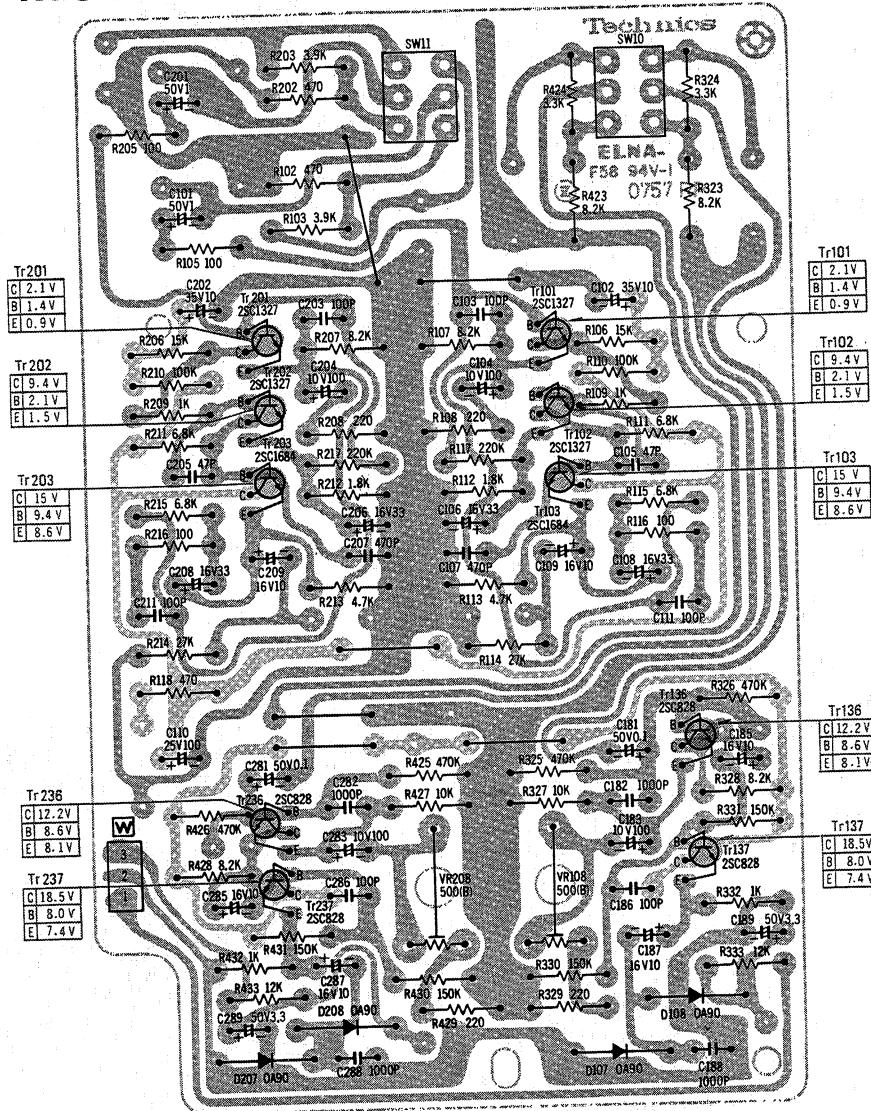 Technics
SW11
SW10
R203 3.9K
C201
50V1
R202 470
R424
3.3K
R324
3.3K
R205 100
ELNA-
F58 94V-1
0757
R102 470
C101
50V1
R423
8.2K
R323
8.2K
R103 3.9K
R105 100
Tr201
C 2.1V
B 1.4V
E 0.9V
Tr101
C 2.1V
B 1.4V
E 0.9V
C202
35V10
Tr201
2SC1327
C203 100P
C103 100P
Tr101
2SC1327
C102 35V10
B
C
E
B
C
E
R206 15K
R207 8.2K
R107 8.2K
R106 15K
Tr202
C 9.4V
B 2.1V
E 1.5V
Tr102
C 9.4V
B 2.1V
E 1.5V
R210 100K
Tr202
2SC1327
C204
10V100
C104
10V100
R110 100K
R209 1K
B
C
E
B
C
E
R109 1K
R211 6.8K
R208 220
R108 220
R111 6.8K
Tr203
2SC1684
R217 220K
R117 220K
Tr102
2SC1327
C205 47P
B
C
E
R212 1.8K
R112 1.8K
B
C
E
C105 47P
Tr203
C 15V
B 9.4V
E 8.6V
Tr103
C 15V
B 9.4V
E 8.6V
R215 6.8K
C206 16V33
C106 16V33
Tr103
2SC1684
R115 6.8K
R216 100
C207 470P
C107 470P
R116 100
C208 16V33
C209
16V10
C109 16V10
C108 16V33
R213 4.7K
R113 4.7K
C211 100P
C111 100P
R214 27K
R114 27K
R118 470
Tr136
2SC828
R326 470K
Tr136
C 12.2V
B 8.6V
E 8.1V
C110
25V100
C181
50V0.1
B
C
E
C185
16V10
C281 50V0.1
R425 470K
R325 470K
R328 8.2K
Tr236
C 12.2V
B 8.6V
E 8.1V
Tr236
2SC828
C282
1000P
R427 10K
R327 10K
C182 1000P
R331 150K
R426 470K
B
C
E
C283 10V100
C183
10V100
Tr137
C 18.5V
B 8.0V
E 7.4V
W
3
2
1
R428 8.2K
VR208
500(B)
VR108
500(B)
B
C
E
Tr137
2SC828
Tr237
C 18.5V
B 8.0V
E 7.4V
C285 16V10
B
C
E
C286 100P
C186 100P
R332 1K
Tr237
2SC828
C189 50V3.3
R431 150K
C187
16V10
R432 1K
C287
16V10
R430 150K
R330 150K
R333 12K
R433 12K
R429 220
R329 220
D208 0A90
D108 0A90
C289 50V3.3
D207 0A90
C288 1000P
D107 0A90
C188
1000P